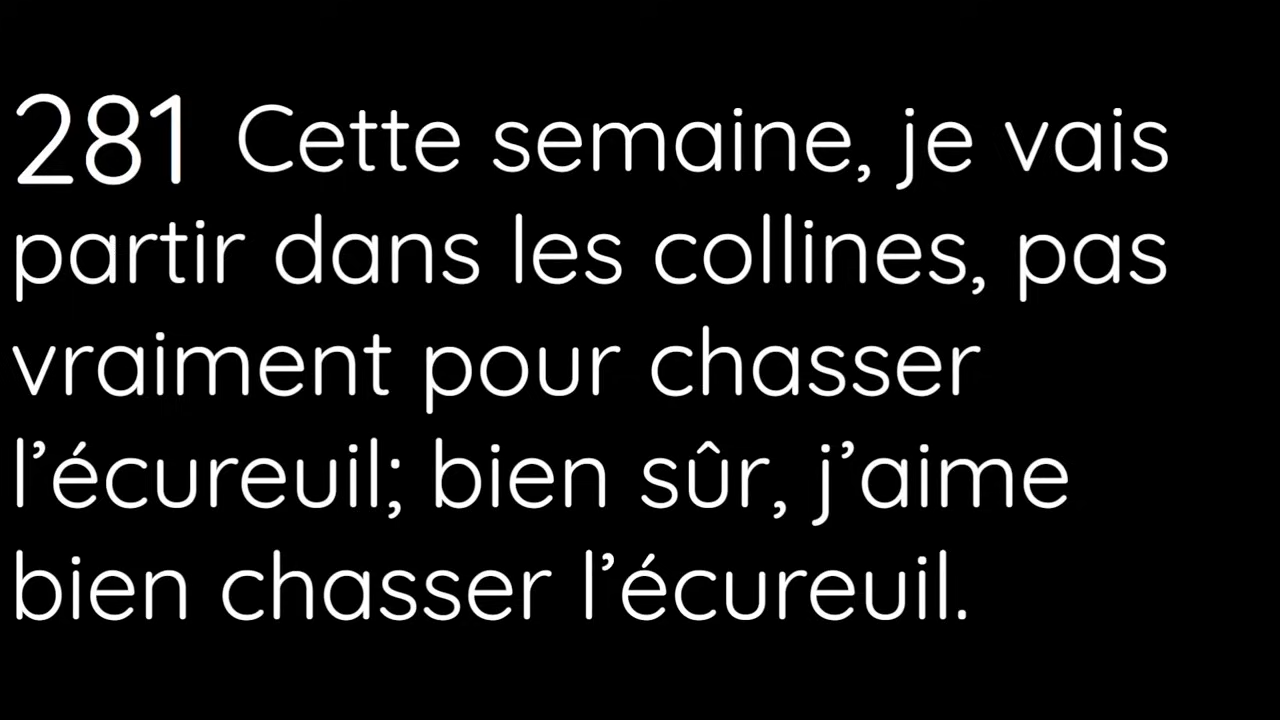 281 Cette semaine, je vais
partir dans les collines, pas
vraiment pour chasser
l’écureuil; bien sûr, j’aime
bien chasser l’écureuil.